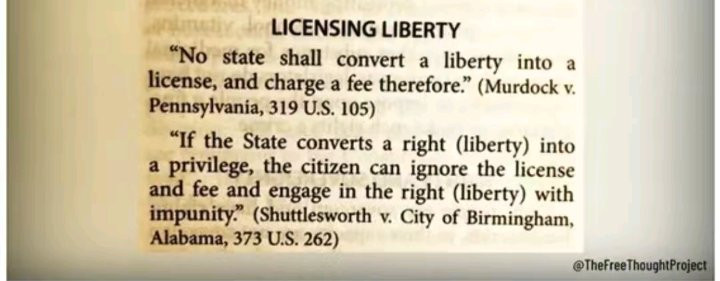 LICENSING LIBERTY
“No state shall convert a liberty into a
license, and charge a fee therefore.” (Murdock v.
Pennsylvania, 319 U.S. 105)
“If the State converts a right (liberty) into
a privilege, the citizen can ignore the license
and fee and engage in the right (liberty) with
impunity.” (Shuttlesworth v. City of Birmingham,
Alabama, 373 U.S. 262)
@TheFreeThoughtProject